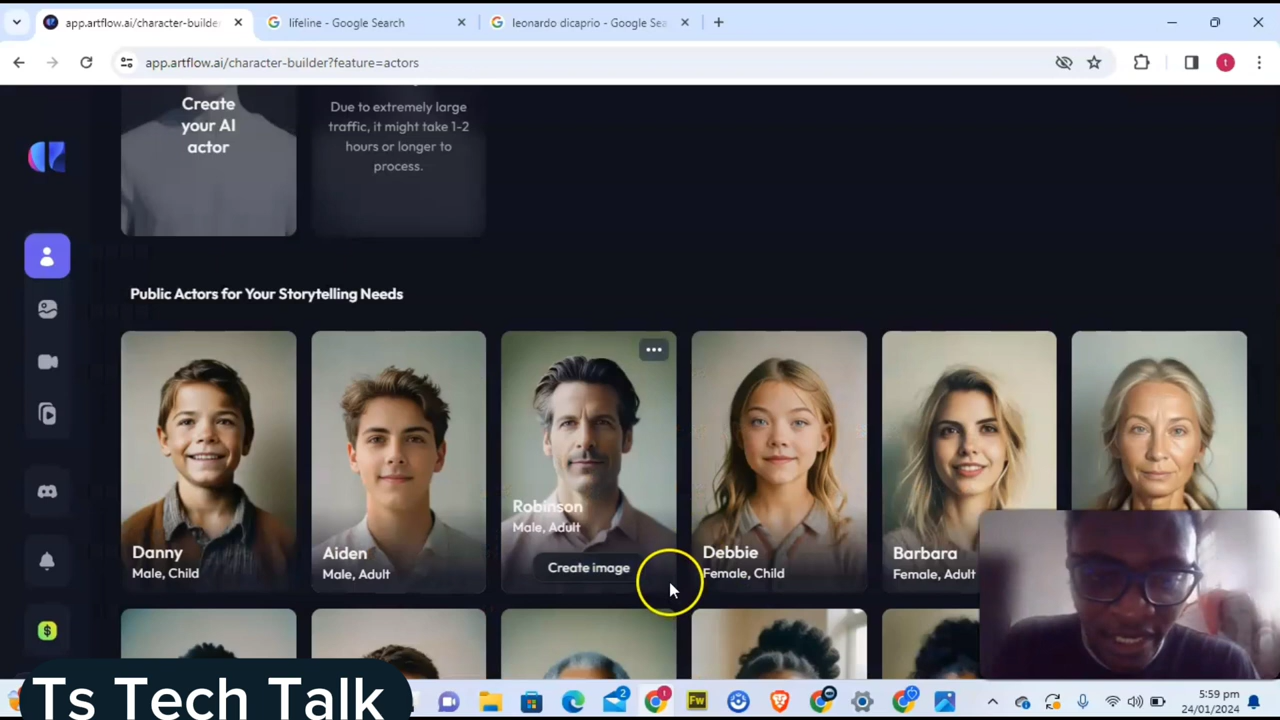 app.artflow.ai/character-builde
lifeline - Google Search
leonardo dicaprio - Google Sea
app.artflow.ai/character-builder?feature=actors
t
Create
your AI
actor
Due to extremely large
traffic, it might take 1-2
hours or longer to
process.
Public Actors for Your Storytelling Needs
Danny
Male, Child
Aiden
Male, Adult
Robinson
Male, Adult
Create image
Debbie
Female, Child
Barbara
Female, Adult
Ts Tech Talk
2
1
Fw
5:59 pm
24/01/2024